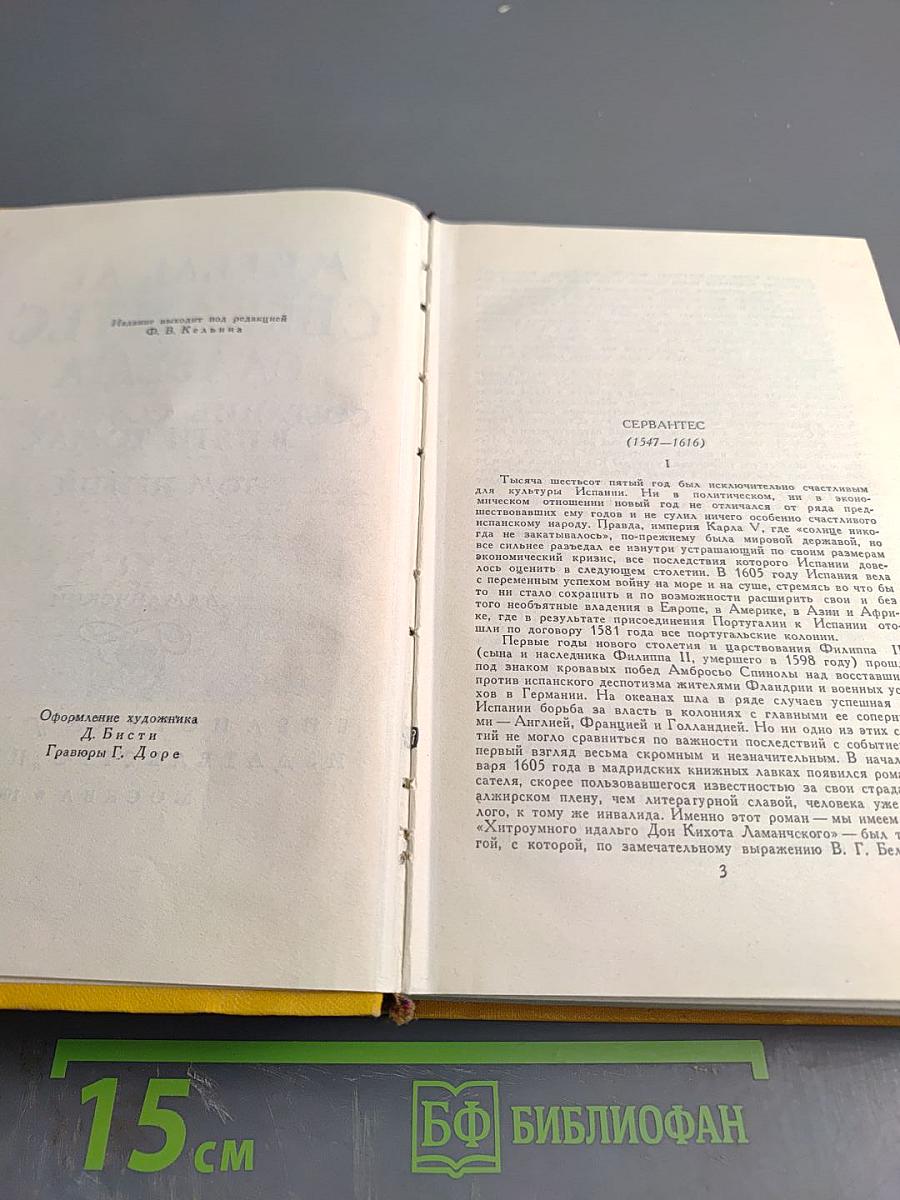 Издание выходит под редакцией
Ф. В. Кельина
Оформление художника
Д. Бисти
Гравюры Г. Доре
СЕРВАНТЕС
(1547—1616)
I
Тысяча шестьсот пятый год был исключительно счастливым
для культуры Испании. Ни в политическом, ни в эконо-
мическом отношении новый год не отличался от ряда пред-
шествовавших ему годов и не сулил ничего особенно счастливого
испанскому народу. Правда, империя Карла V, где «солнце нико-
гда не закатывалось», по-прежнему была мировой державой, но
все сильнее разъедал ее изнутри устрашающий по своим размерам
экономический кризис, все последствия которого Испании дове-
лось оценить в следующем столетии. В 1605 году Испания вела
с переменным успехом войну на море и на суше, стремясь во что бы
то ни стало сохранить и по возможности расширить свои и без
того необъятные владения в Европе, в Америке, в Азии и Афри-
ке, где в результате присоединения Португалии к Испании ото-
шли по договору 1581 года все португальские колонии.
Первые годы нового столетия и царствования Филиппа II
(сына и наследника Филиппа II, умершего в 1598 году) прош
под знаком кровавых побед Амбросьо Спинолы над восставши
против испанского деспотизма жителями Фландрии и военных ус
хов в Германии. На океанах шла в ряде случаев успешная
Испании борьба за власть в колониях с главными ее соперн
ми — Англией, Францией и Голландией. Но ни одно из этих с
тий не могло сравниться по важности последствий с событие
первый взгляд весьма скромным и незначительным. В начал
варя 1605 года в мадридских книжных лавках появился рома
сателя, скорее пользовавшегося известностью за свои страда
алжирском плену, чем литературной славой, человека уже
лого, к тому же инвалида. Именно этот роман — мы имеем
«Хитроумного идальго Дон Кихота Ламанчского» — был т
гой, с которой, по замечательному выражению В. Г. Бел
3
15 см
БФ БИБЛИОФАН